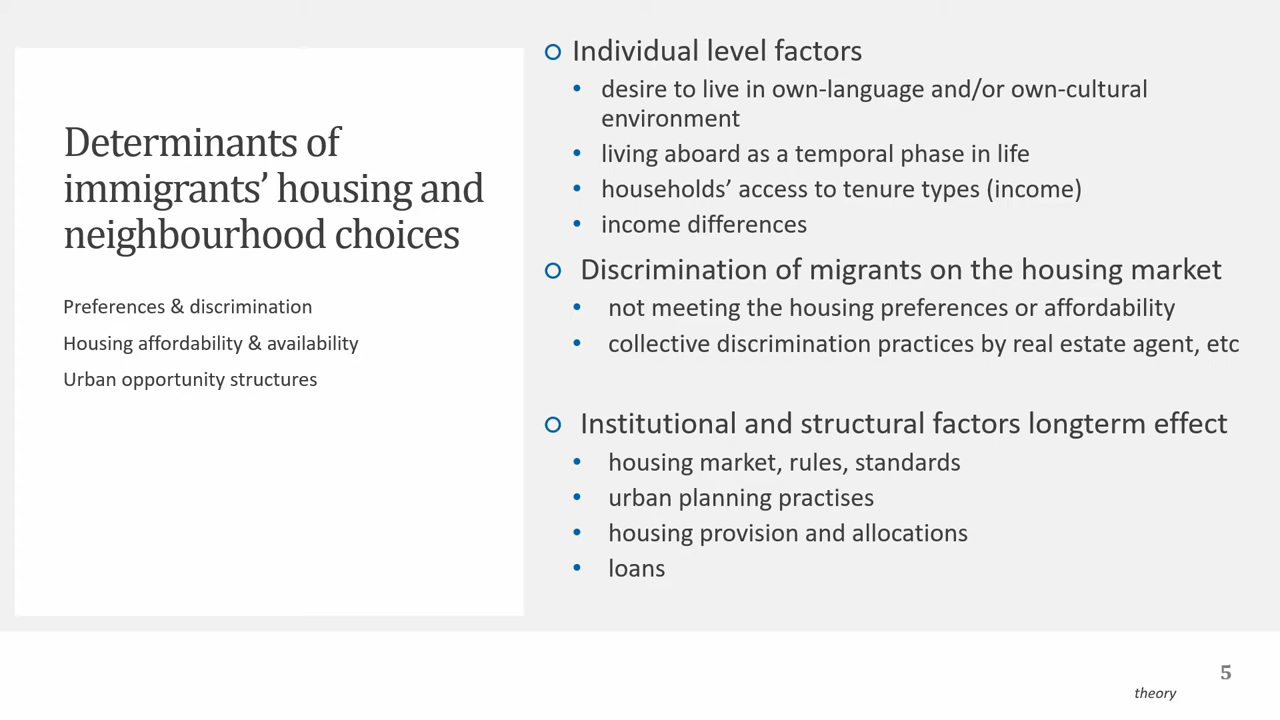 Determinants of
immigrants’ housing and
neighbourhood choices
Preferences & discrimination
Housing affordability & availability
Urban opportunity structures
Individual level factors
desire to live in own-language and/or own-cultural
environment
living aboard as a temporal phase in life
households’ access to tenure types (income)
income differences
Discrimination of migrants on the housing market
not meeting the housing preferences or affordability
collective discrimination practices by real estate agent, etc
Institutional and structural factors longterm effect
housing market, rules, standards
urban planning practises
housing provision and allocations
loans
5
theory